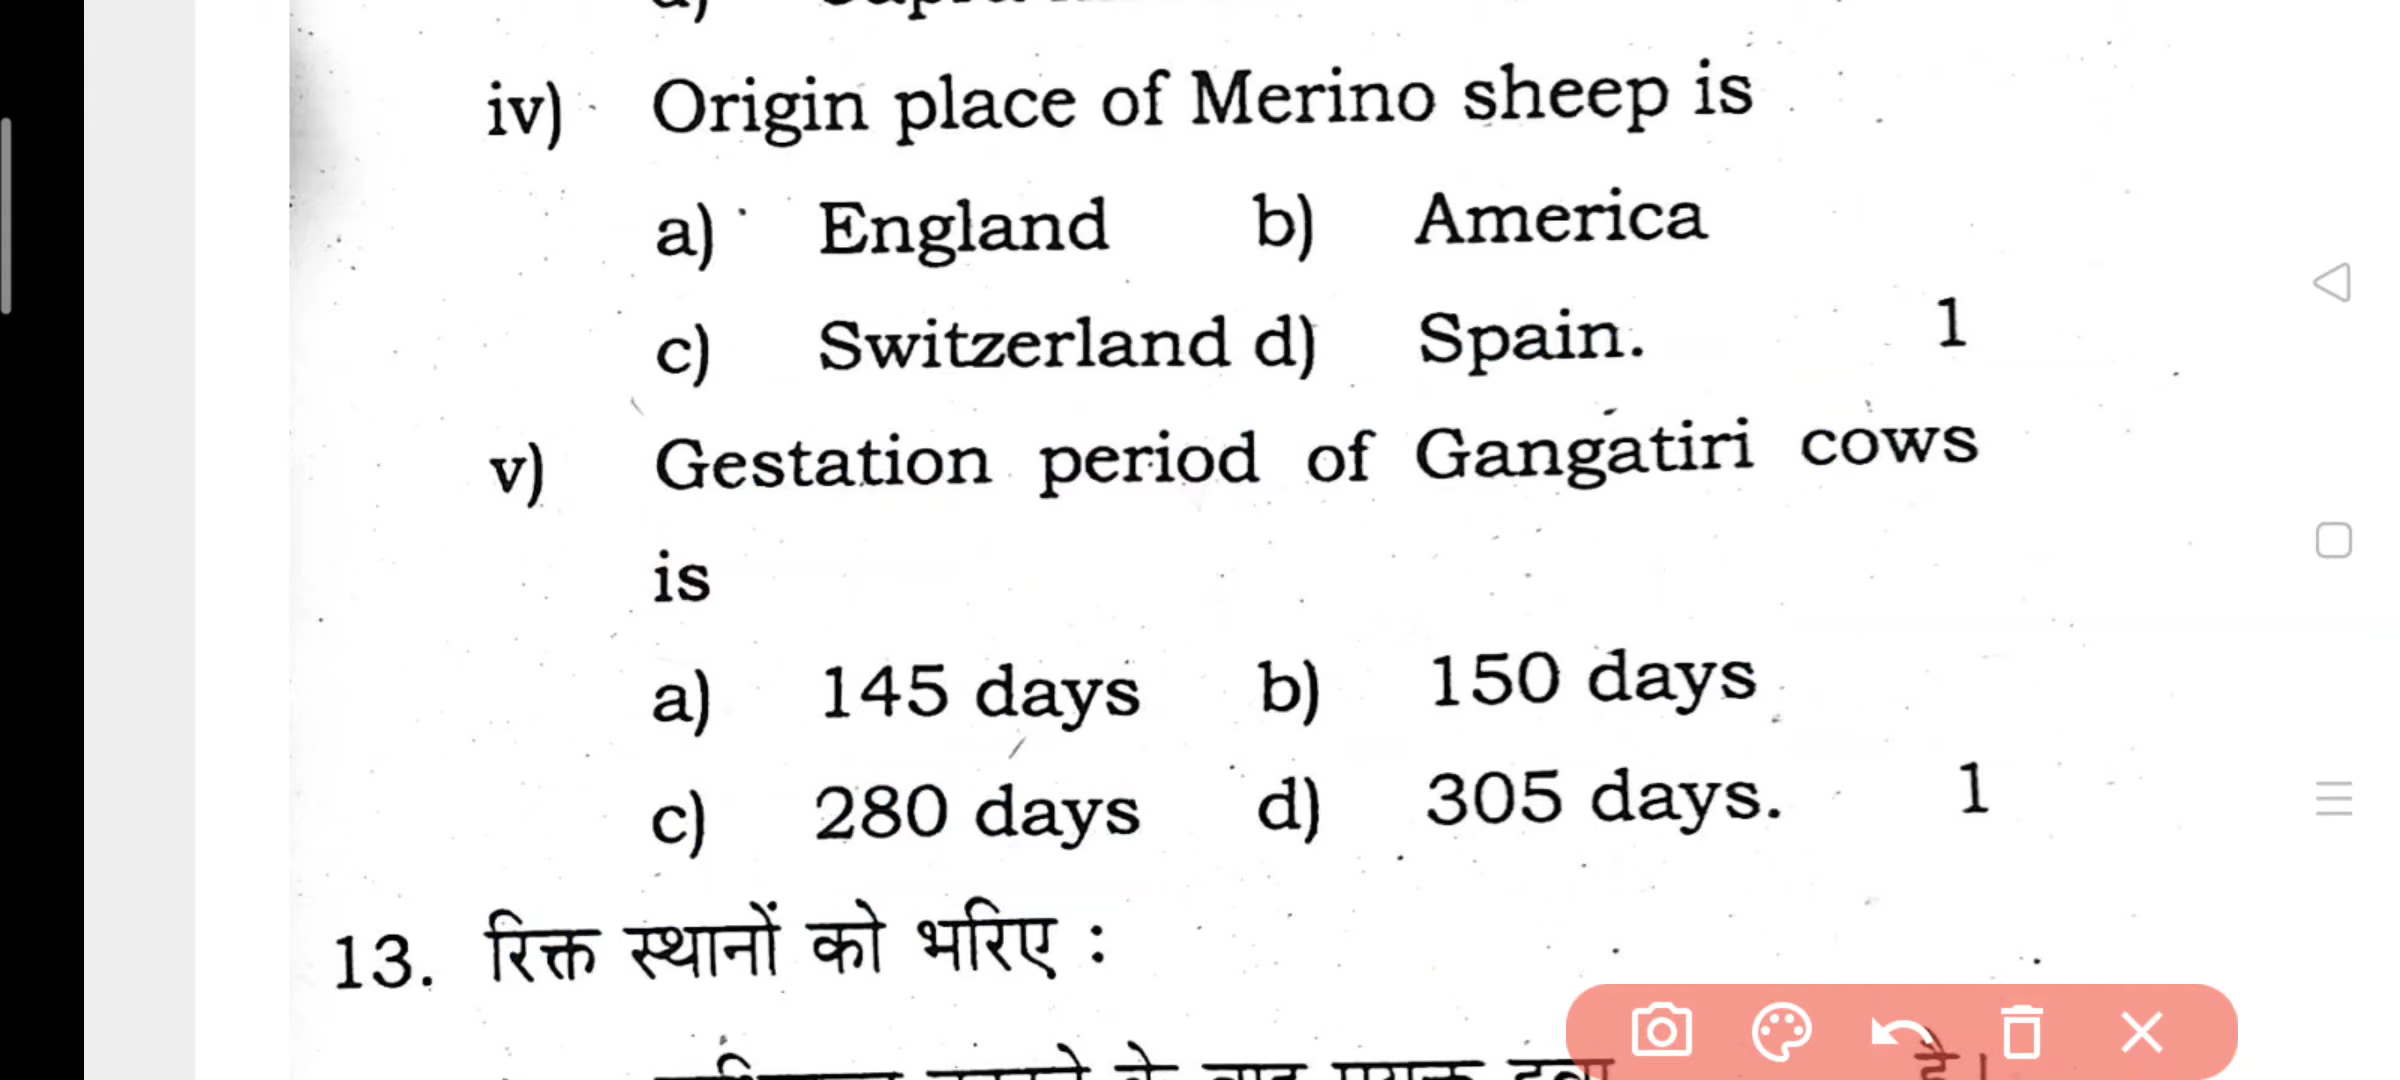 iv) Origin place of Merino sheep is
a) England b) America
c) Switzerland d) Spain. 1
v) Gestation period of Gangatiri cows
is
a) 145 days b) 150 days
c) 280 days d) 305 days. 1
13. रिक्त स्थानों को भरिए :
के बाद है।